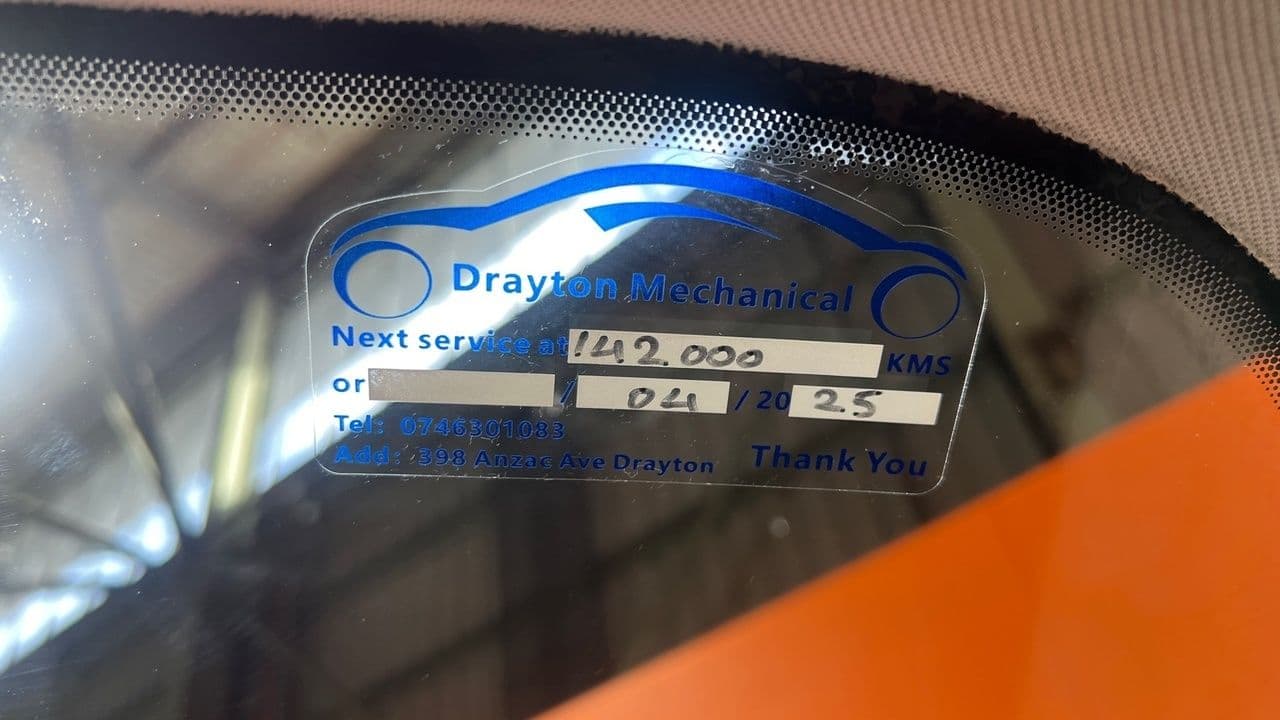 Drayton Mechanical
Next service at 142.000 KMS
or / 04 / 20 25
Tel: 0746301083
Add: 398 Anzac Ave Drayton Thank You